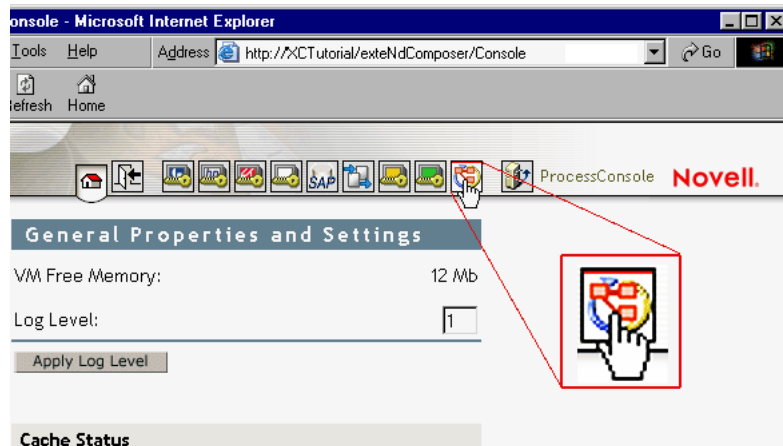 onsole - Microsoft Internet Explorer
Tools Help Address http://XCTutorial/exteNdComposer/Console Go
efresh Home
SAP ProcessConsole Novell.
General Properties and Settings
VM Free Memory: 12 Mb
Log Level: 1
Apply Log Level
Cache Status